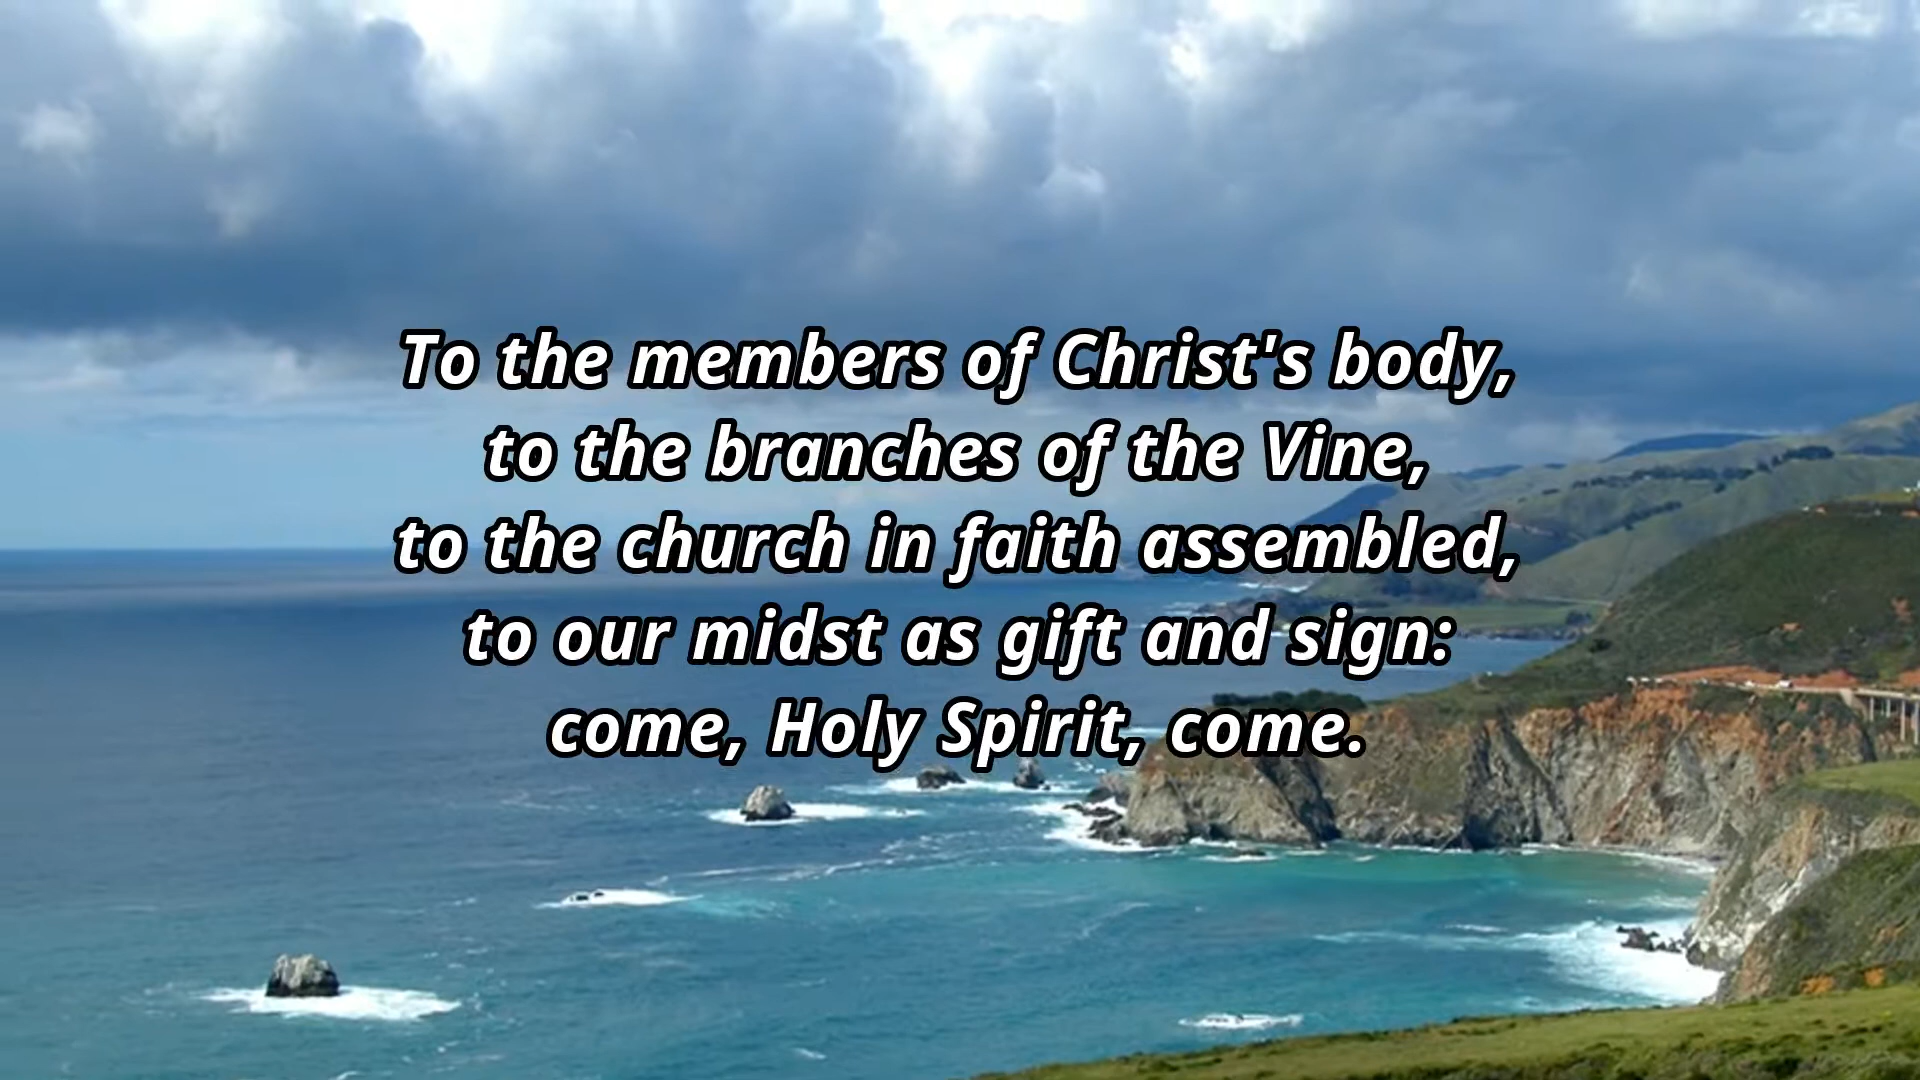 To the members of Christ's body,
to the branches of the Vine,
to the church in faith assembled,
to our midst as gift and sign:
come, Holy Spirit, come.